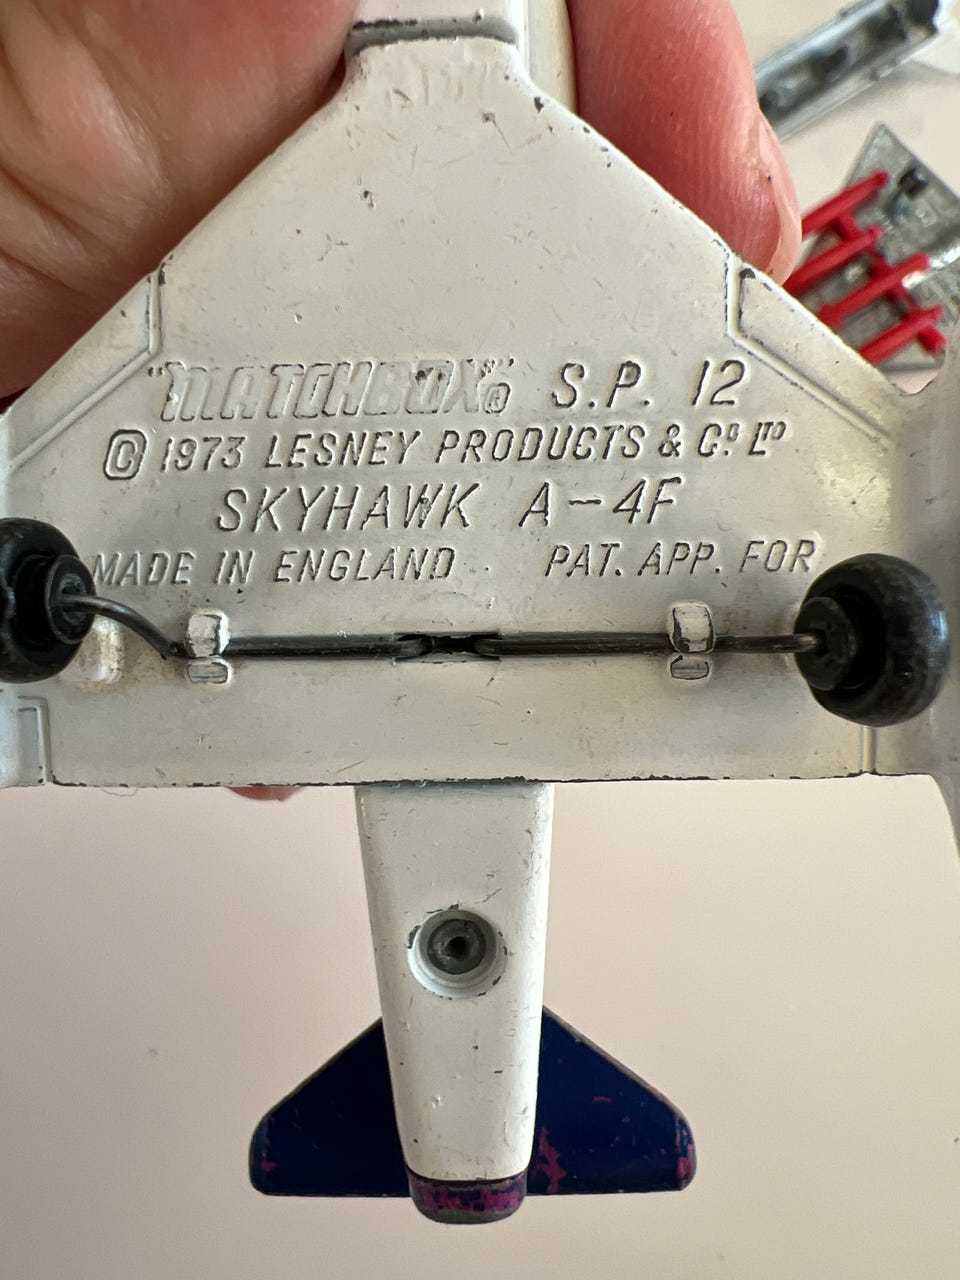 "MATCHBOX"® S.P. 12
© 1973 LESNEY PRODUCTS & Cº Lᵀᴰ
SKYHAWK A-4F
MADE IN ENGLAND PAT. APP. FOR